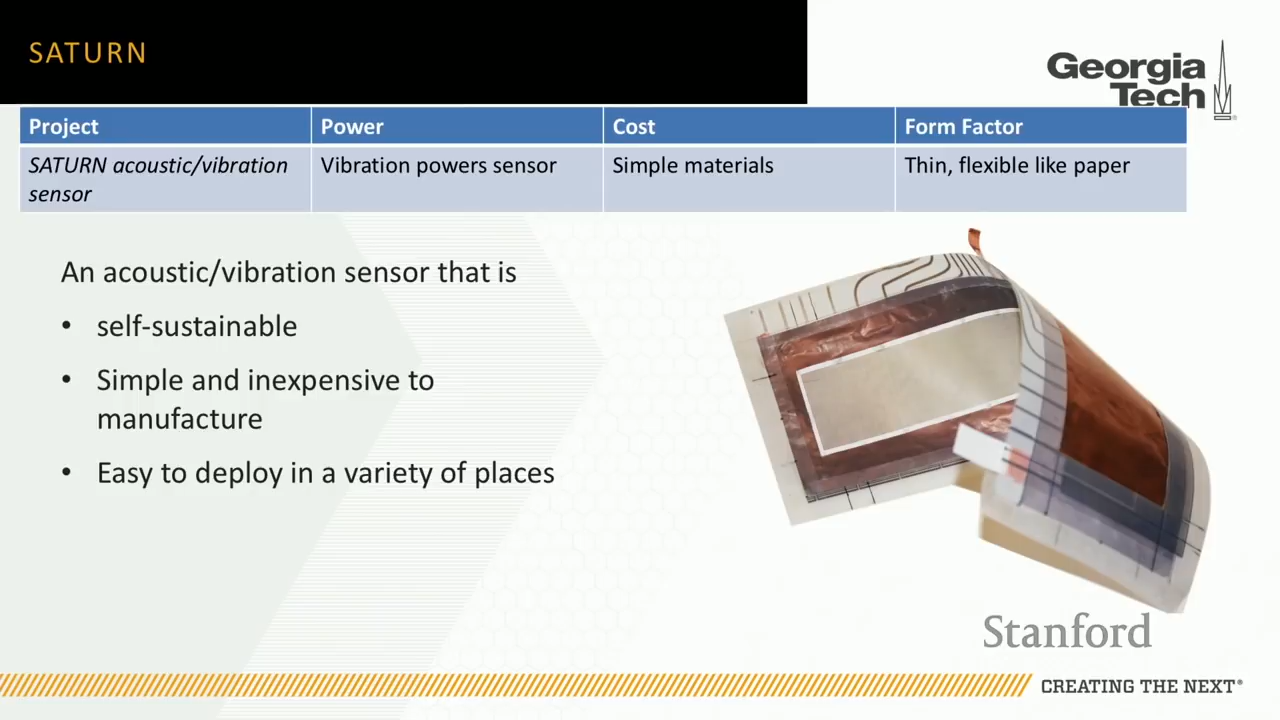 SATURN
Georgia
Tech
Project Power Cost Form Factor
SATURN acoustic/vibration Vibration powers sensor Simple materials Thin, flexible like paper
sensor
An acoustic/vibration sensor that is
• self-sustainable
• Simple and inexpensive to
manufacture
• Easy to deploy in a variety of places
Stanford
CREATING THE NEXT®